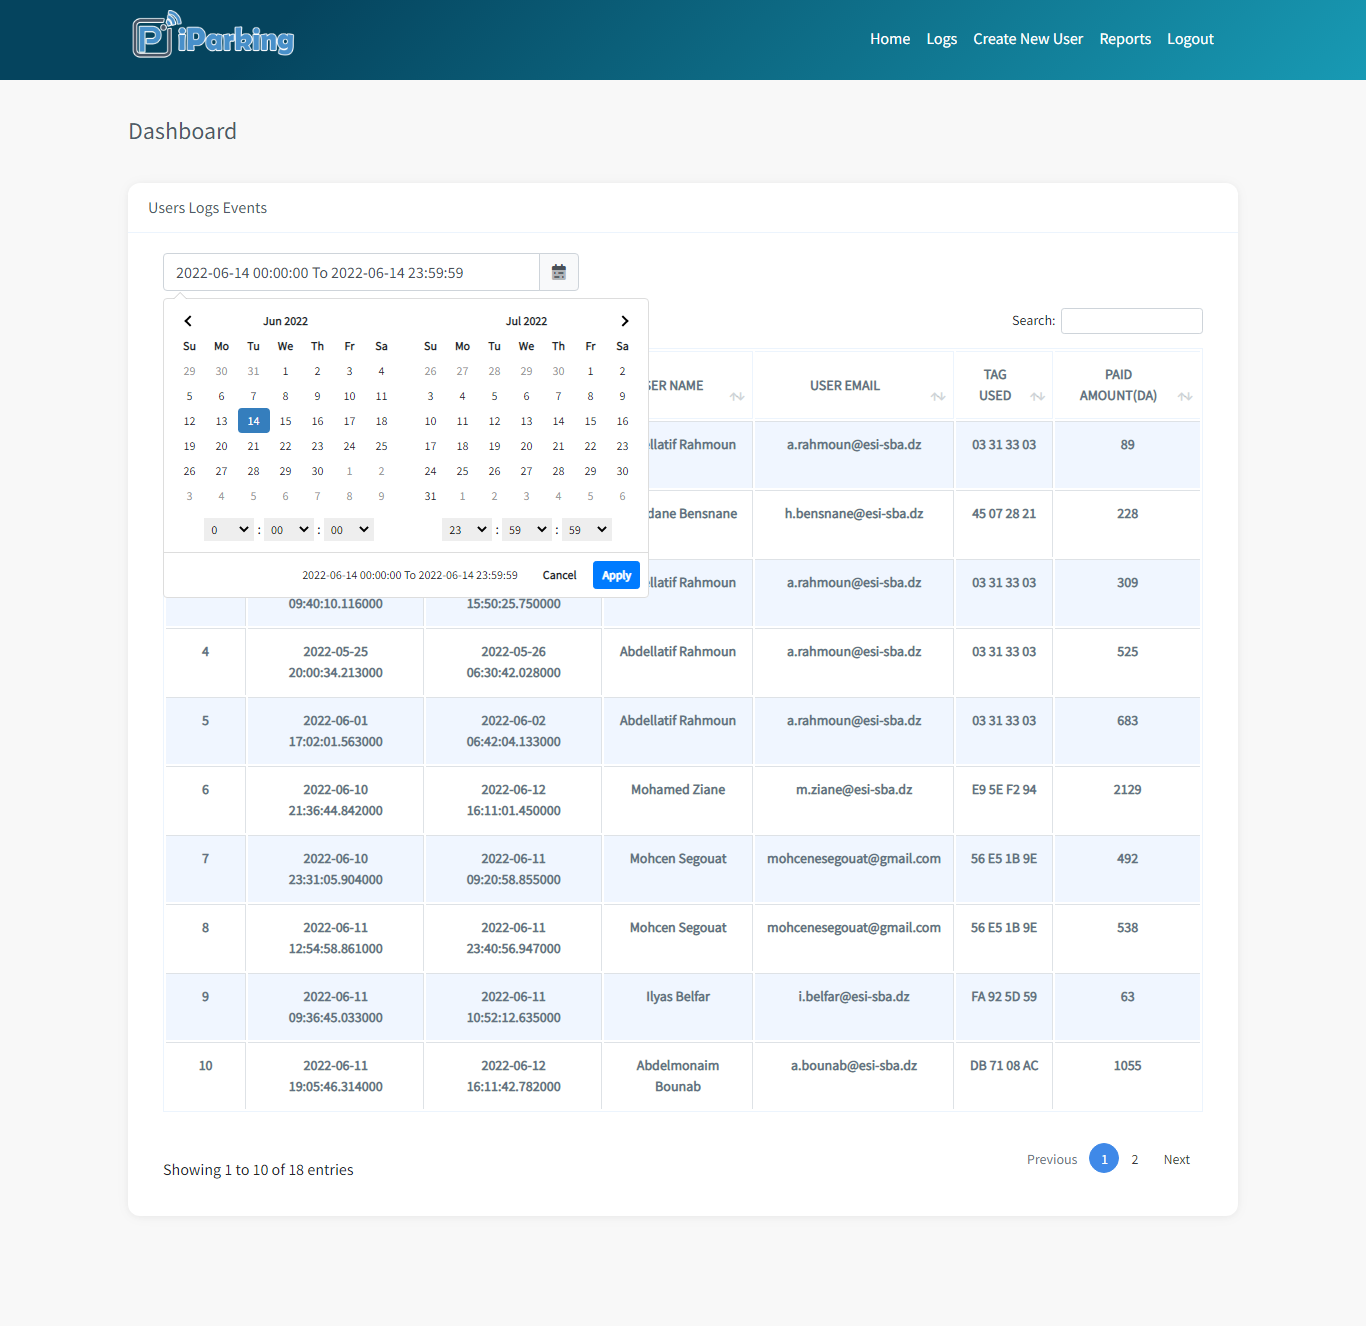 P iParking
Home Logs Create New User Reports Logout
Dashboard
Users Logs Events
2022-06-14 00:00:00 To 2022-06-14 23:59:59
Search:
Jun 2022 Jul 2022
Su Mo Tu We Th Fr Sa Su Mo Tu We Th Fr Sa
29 30 31 1 2 3 4 26 27 28 29 30 1 2
5 6 7 8 9 10 11 3 4 5 6 7 8 9
12 13 14 15 16 17 18 10 11 12 13 14 15 16
19 20 21 22 23 24 25 17 18 19 20 21 22 23
26 27 28 29 30 1 2 24 25 26 27 28 29 30
3 4 5 6 7 8 9 31 1 2 3 4 5 6
0 : 00 : 00 23 : 59 : 59
2022-06-14 00:00:00 To 2022-06-14 23:59:59 Cancel Apply
SER NAME USER EMAIL TAG USED PAID AMOUNT(DA)
llatif Rahmoun a.rahmoun@esi-sba.dz 03 31 33 03 89
dane Bensnane h.bensnane@esi-sba.dz 45 07 28 21 228
llatif Rahmoun a.rahmoun@esi-sba.dz 03 31 33 03 309
09:40:10.116000 15:50:25.750000
4 2022-05-25 2022-05-26 Abdellatif Rahmoun a.rahmoun@esi-sba.dz 03 31 33 03 525
20:00:34.213000 06:30:42.028000
5 2022-06-01 2022-06-02 Abdellatif Rahmoun a.rahmoun@esi-sba.dz 03 31 33 03 683
17:02:01.563000 06:42:04.133000
6 2022-06-10 2022-06-12 Mohamed Ziane m.ziane@esi-sba.dz E9 5E F2 94 2129
21:36:44.842000 16:11:01.450000
7 2022-06-10 2022-06-11 Mohcen Segouat mohcenesegouat@gmail.com 56 E5 1B 9E 492
23:31:05.904000 09:20:58.855000
8 2022-06-11 2022-06-11 Mohcen Segouat mohcenesegouat@gmail.com 56 E5 1B 9E 538
12:54:58.861000 23:40:56.947000
9 2022-06-11 2022-06-11 Ilyas Belfar i.belfar@esi-sba.dz FA 92 5D 59 63
09:36:45.033000 10:52:12.635000
10 2022-06-11 2022-06-12 Abdelmonaim a.bounab@esi-sba.dz DB 71 08 AC 1055
19:05:46.314000 16:11:42.782000 Bounab
Showing 1 to 10 of 18 entries
Previous 1 2 Next